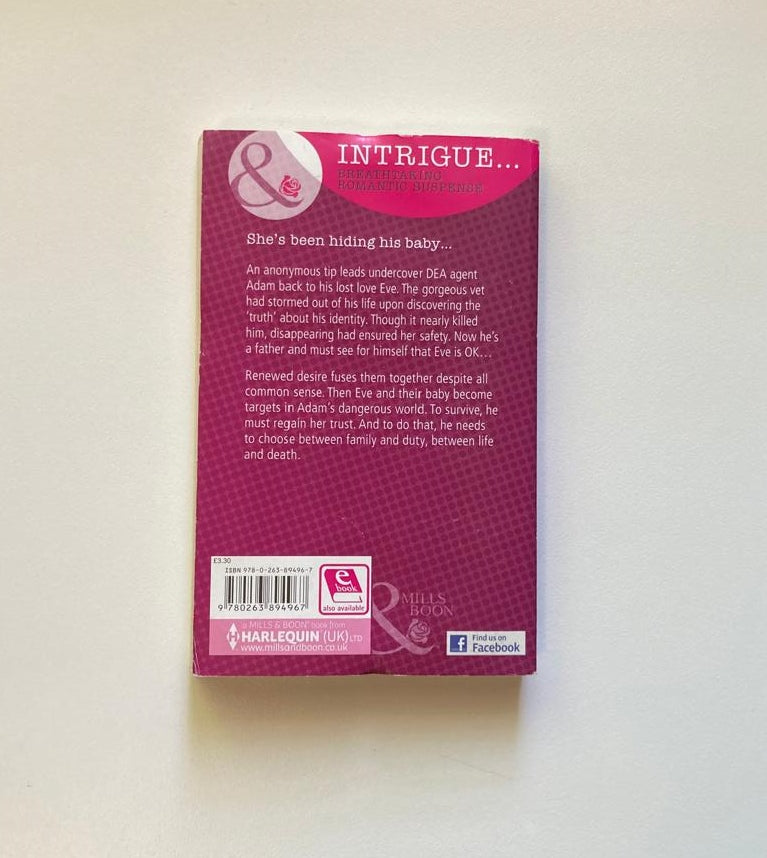 &
INTRIGUE...
BREATHTAKING
ROMANTIC SUSPENSE
She's been hiding his baby...
An anonymous tip leads undercover DEA agent
Adam back to his lost love Eve. The gorgeous vet
had stormed out of his life upon discovering the
'truth' about his identity. Though it nearly killed
him, disappearing had ensured her safety. Now he's
a father and must see for himself that Eve is OK...
Renewed desire fuses them together despite all
common sense. Then Eve and their baby become
targets in Adam's dangerous world. To survive, he
must regain her trust. And to do that, he needs
to choose between family and duty, between life
and death.
£3.30
ISBN 978-0-263-89496-7
9 780263 894967
e
book
also available
a MILLS & BOON® book from
H HARLEQUIN (UK) LTD
www.millsandboon.co.uk
&
MILLS
BOON
f
Find us on
Facebook